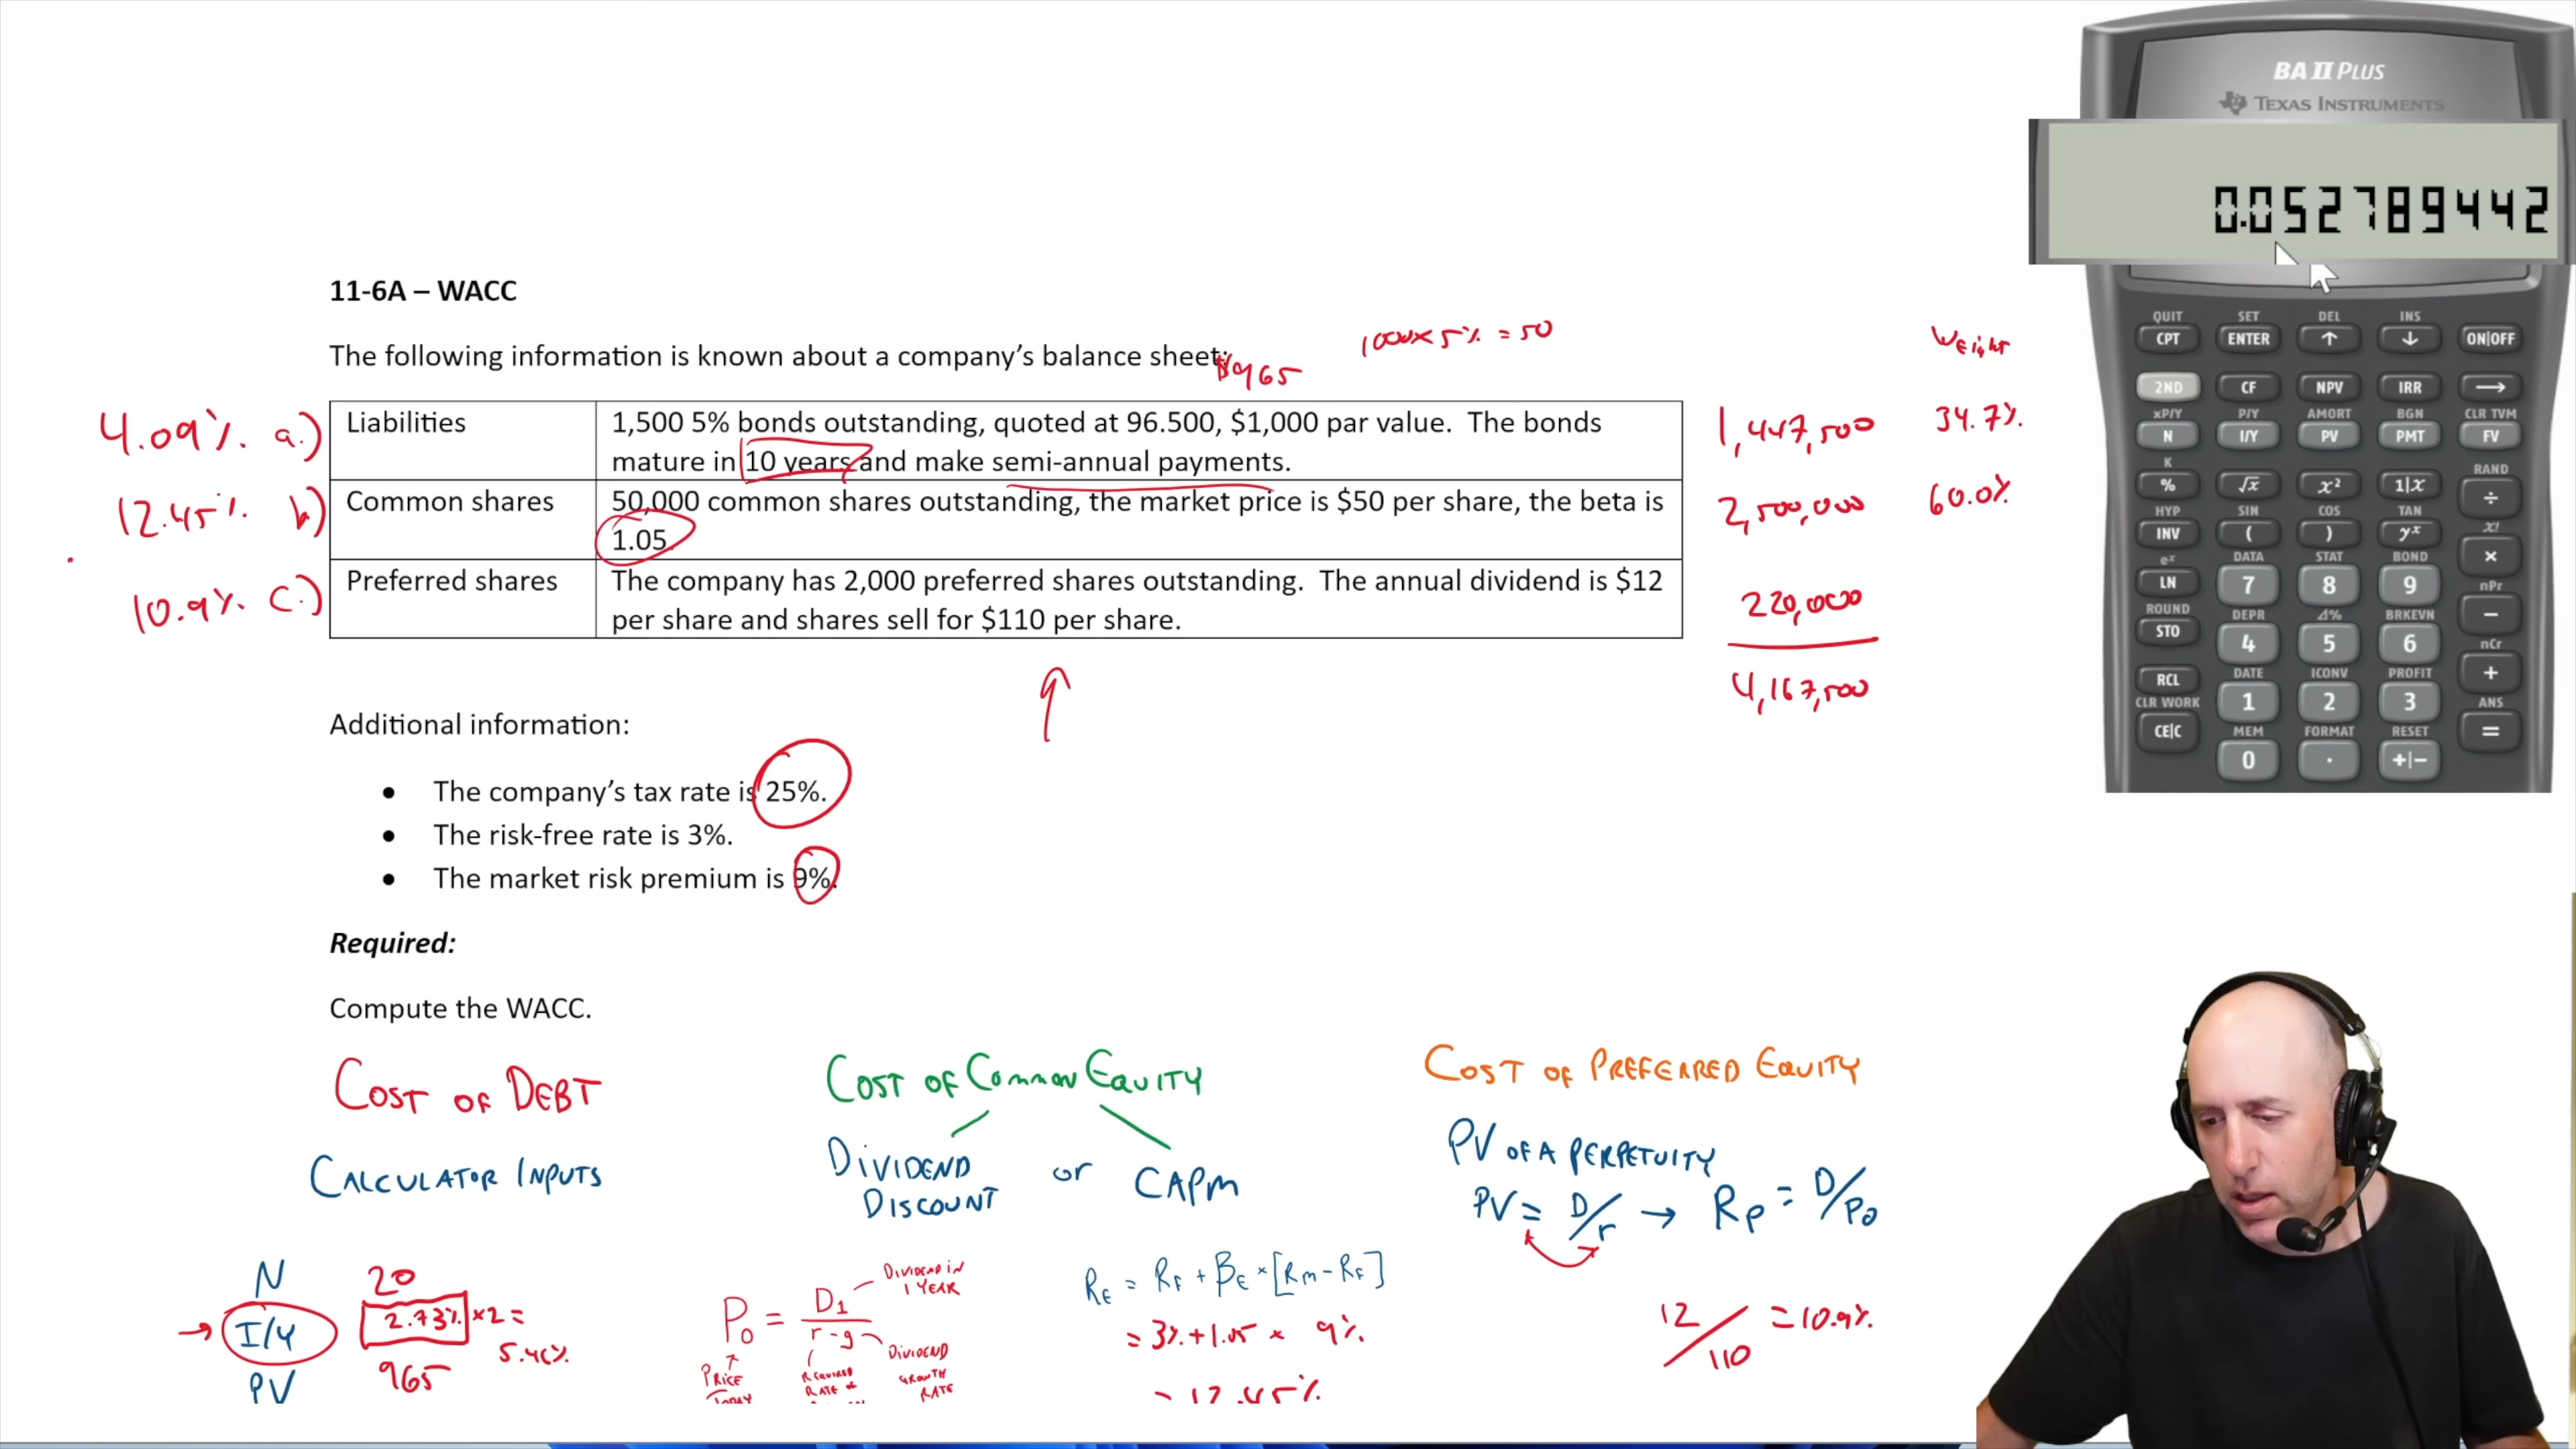 11-6A – WACC
The following information is known about a company's balance sheet:
$965
1000 x 5% = 50
Weight
4.09% a.)
Liabilities
1,500 5% bonds outstanding, quoted at 96.500, $1,000 par value. The bonds
mature in 10 years and make semi-annual payments.
1,447,500
34.7%
12.45% b)
Common shares
50,000 common shares outstanding, the market price is $50 per share, the beta is
1.05.
2,500,000
60.0%
10.9% c.)
Preferred shares
The company has 2,000 preferred shares outstanding. The annual dividend is $12
per share and shares sell for $110 per share.
220,000
4,167,500
Additional information:
• The company's tax rate is 25%.
• The risk-free rate is 3%.
• The market risk premium is 9%.
Required:
Compute the WACC.
COST OF DEBT
CALCULATOR INPUTS
N 20
→ I/Y 2.73% x2 =
5.46%
PV 965
COST OF COMMON EQUITY
DIVIDEND
DISCOUNT
or
CAPM
P0 = D1 / r - g
DIVIDEND IN
1 YEAR
PRICE
TODAY
REQUIRED
RATE OF
DIVIDEND
GROWTH
RATE
RE = RF + βE × [RM - RF]
= 3% + 1.05 × 9%
= 12.45%
COST OF PREFERRED EQUITY
PV OF A PERPETUITY
PV = D/r → RP = D/P0
12/110 = 10.9%
BA II PLUS
TEXAS INSTRUMENTS
0.052789442
QUIT SET DEL INS
CPT ENTER ↑ ↓ ON|OFF
2ND CF NPV IRR →
xP/Y P/Y AMORT BGN CLR TVM
N I/Y PV PMT FV
K RAND
% √x x² 1|x ÷
HYP SIN COS TAN x!
INV ( ) yˣ ×
eˣ DATA STAT BOND nPr
LN 7 8 9 −
ROUND DEPR Δ% BRKEVN nCr
STO 4 5 6 +
DATE ICONV PROFIT ANS
RCL 1 2 3 =
CLR WORK MEM FORMAT RESET
CE|C 0 . +|−